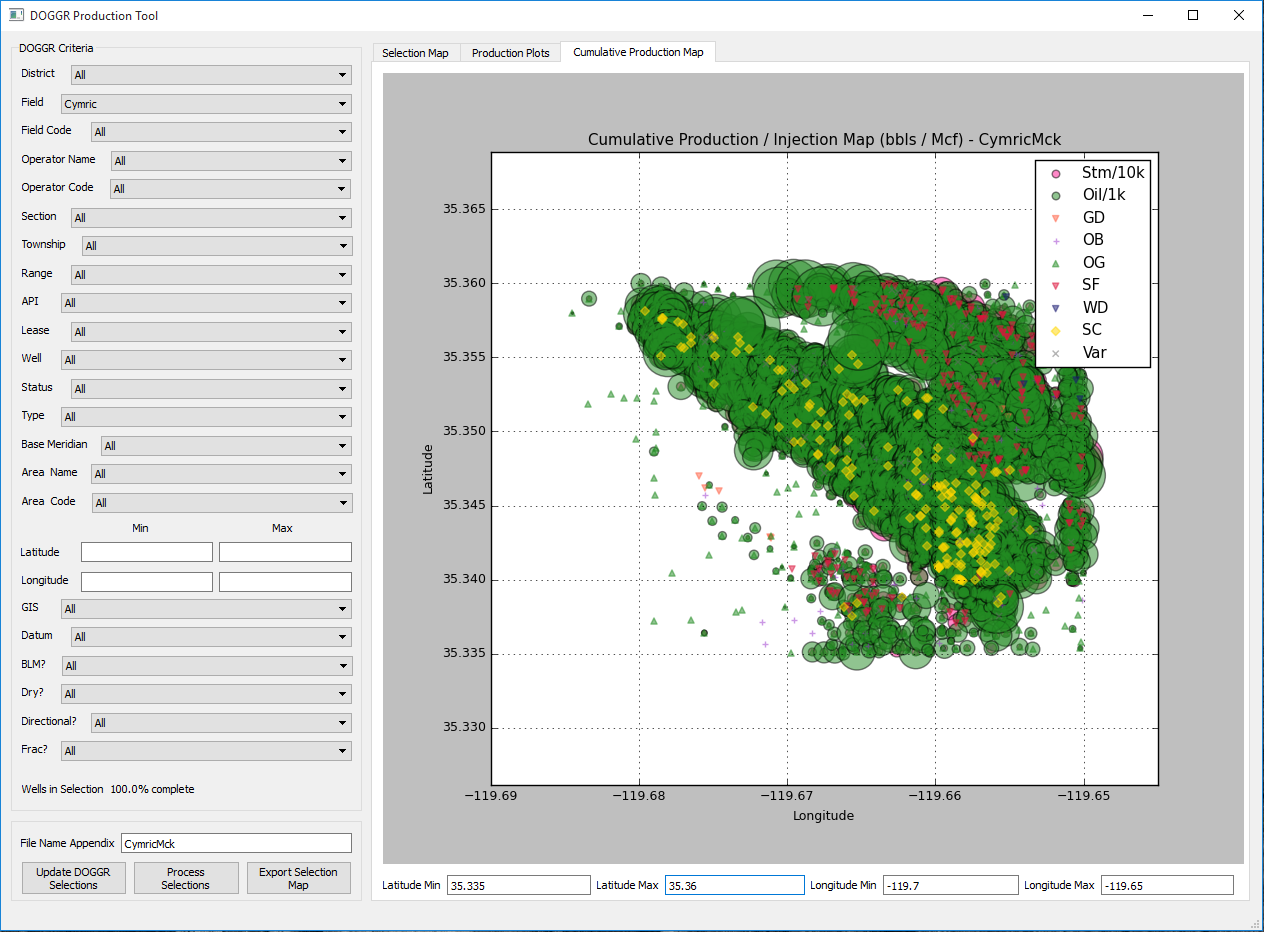 DOGGR Production Tool
DOGGR Criteria
District All
Field Cymric
Field Code All
Operator Name All
Operator Code All
Section All
Township All
Range All
API All
Lease All
Well All
Status All
Type All
Base Meridian All
Area Name All
Area Code All
Min Max
Latitude
Longitude
GIS All
Datum All
BLM? All
Dry? All
Directional? All
Frac? All
Wells in Selection 100.0% complete
File Name Appendix CymricMck
Update DOGGR Selections
Process Selections
Export Selection Map
Selection Map Production Plots Cumulative Production Map
Cumulative Production / Injection Map (bbls / Mcf) - CymricMck
Stm/10k
Oil/1k
GD
OB
OG
SF
WD
SC
Var
Latitude
35.365
35.360
35.355
35.350
35.345
35.340
35.335
35.330
−119.69 −119.68 −119.67 −119.66 −119.65
Longitude
Latitude Min 35.335 Latitude Max 35.36 Longitude Min -119.7 Longitude Max -119.65